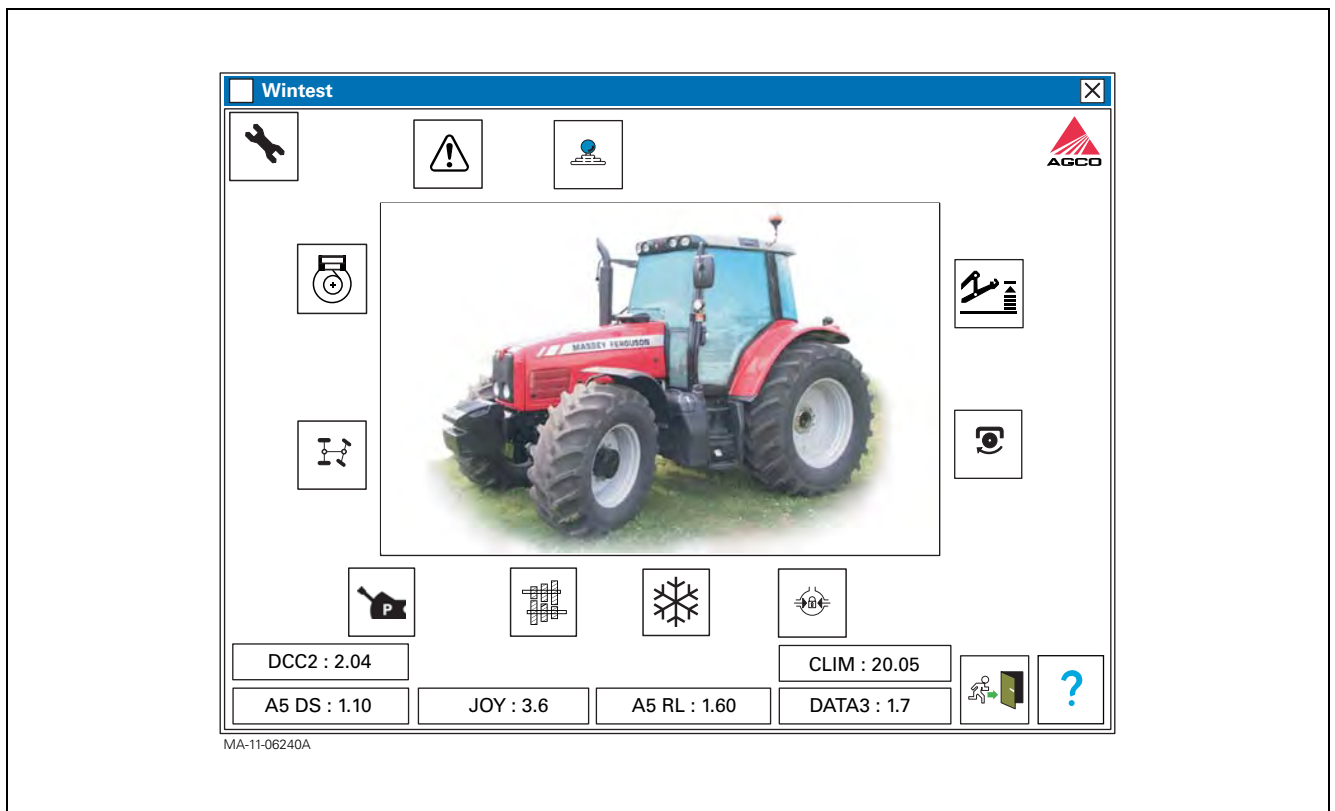 Wintest
AGCO
MASSEY FERGUSON
P
DCC2 : 2.04
CLIM : 20.05
A5 DS : 1.10
JOY : 3.6
A5 RL : 1.60
DATA3 : 1.7
?
MA-11-06240A